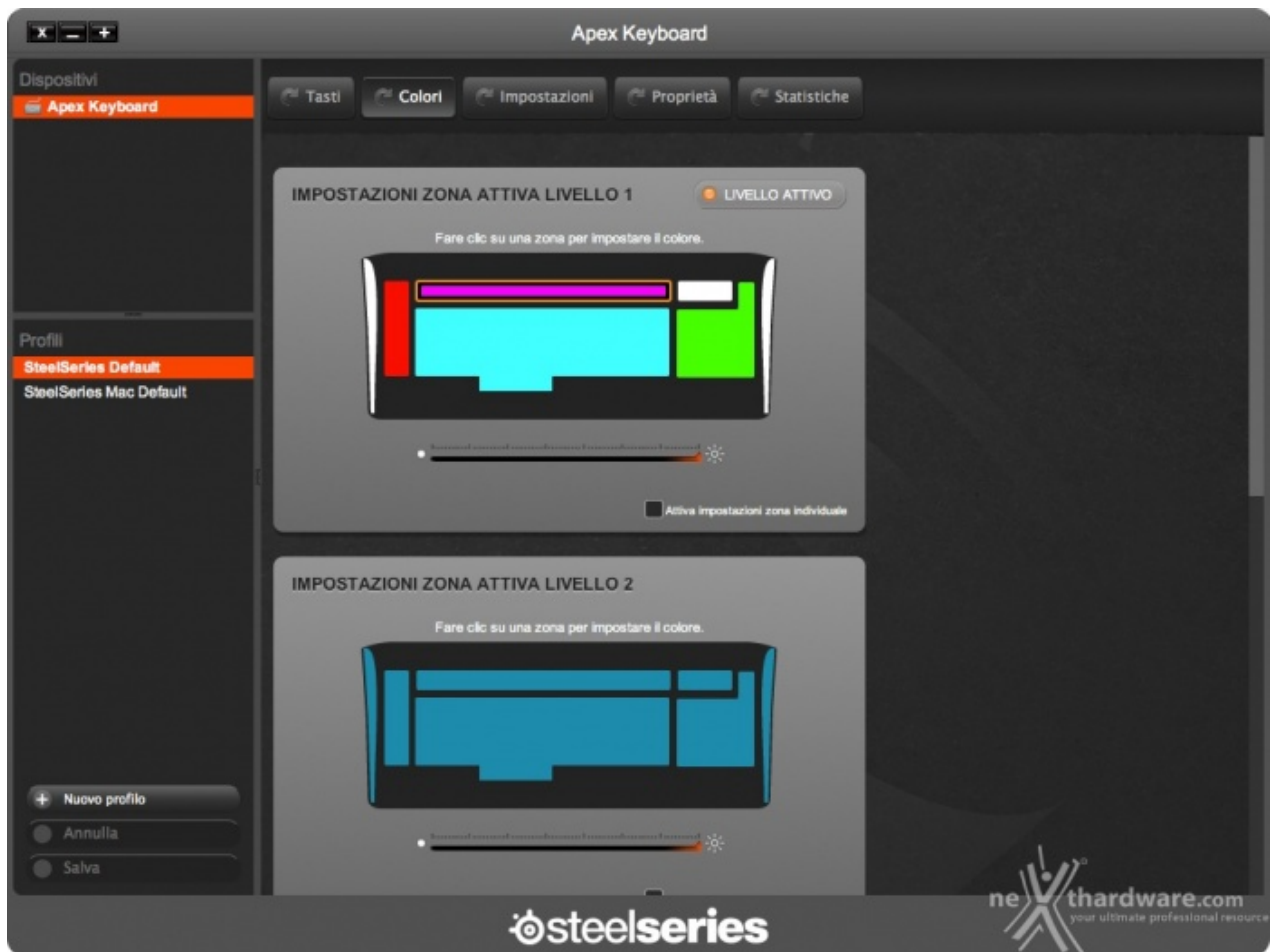 Apex Keyboard
Dispositivi
Apex Keyboard
Tasti
Colori
Impostazioni
Proprietà
Statistiche
IMPOSTAZIONI ZONA ATTIVA LIVELLO 1
LIVELLO ATTIVO
Fare clic su una zona per impostare il colore.
Attiva impostazioni zona individuale
Profili
SteelSeries Default
SteelSeries Mac Default
IMPOSTAZIONI ZONA ATTIVA LIVELLO 2
Fare clic su una zona per impostare il colore.
Nuovo profilo
Annulla
Salva
steelseries
nexthardware.com
your ultimate professional resource